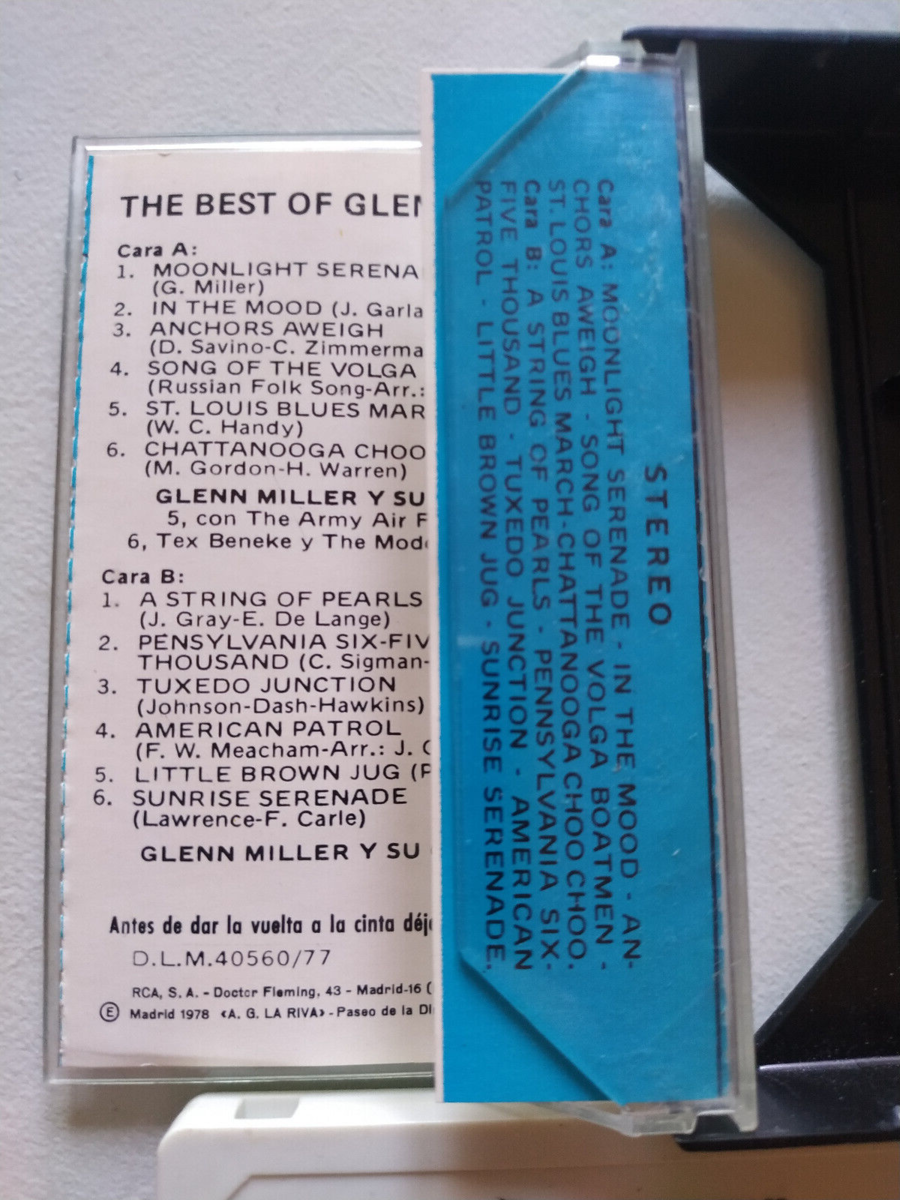 THE BEST OF GLEN
Cara A:
1. MOONLIGHT SERENA
(G. Miller)
2. IN THE MOOD (J. Garla
3. ANCHORS AWEIGH
(D. Savino-C. Zimmerma
4. SONG OF THE VOLGA
(Russian Folk Song-Arr.:
5. ST. LOUIS BLUES MAR
(W. C. Handy)
6. CHATTANOOGA CHOO
(M. Gordon-H. Warren)
GLENN MILLER Y SU
5, con The Army Air F
6, Tex Beneke y The Mode
Cara B:
1. A STRING OF PEARLS
(J. Gray-E. De Lange)
2. PENSYLVANIA SIX-FIV
THOUSAND (C. Sigman-
3. TUXEDO JUNCTION
(Johnson-Dash-Hawkins)
4. AMERICAN PATROL
(F. W. Meacham-Arr.: J. G
5. LITTLE BROWN JUG (P
6. SUNRISE SERENADE
(Lawrence-F. Carle)
GLENN MILLER Y SU
Antes de dar la vuelta a la cinta déj
D.L.M.40560/77
RCA, S. A. - Doctor Fleming, 43 - Madrid-16 (
Ⓔ Madrid 1978 «A. G. LA RIVA» - Paseo de la Di
STEREO
Cara A: MOONLIGHT SERENADE - IN THE MOOD - AN-
CHORS AWEIGH - SONG OF THE VOLGA BOATMEN -
ST. LOUIS BLUES MARCH-CHATTANOOGA CHOO CHOO.
Cara B: A STRING OF PEARLS - PENNSYLVANIA SIX-
FIVE THOUSAND - TUXEDO JUNCTION - AMERICAN
PATROL - LITTLE BROWN JUG - SUNRISE SERENADE.